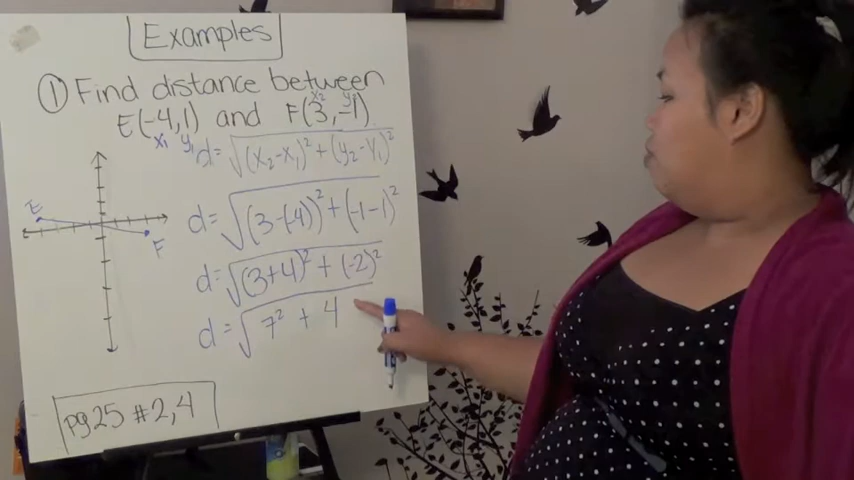 Examples
① Find distance between
x₂ y₂
E(-4,1) and F(3,-1)
x₁ y₁
d=√(x₂-x₁)²+(y₂-y₁)²
d=√(3-(-4))²+(-1-1)²
d=√(3+4)²+(-2)²
d=√7²+4
E
F
pg 25 #2,4